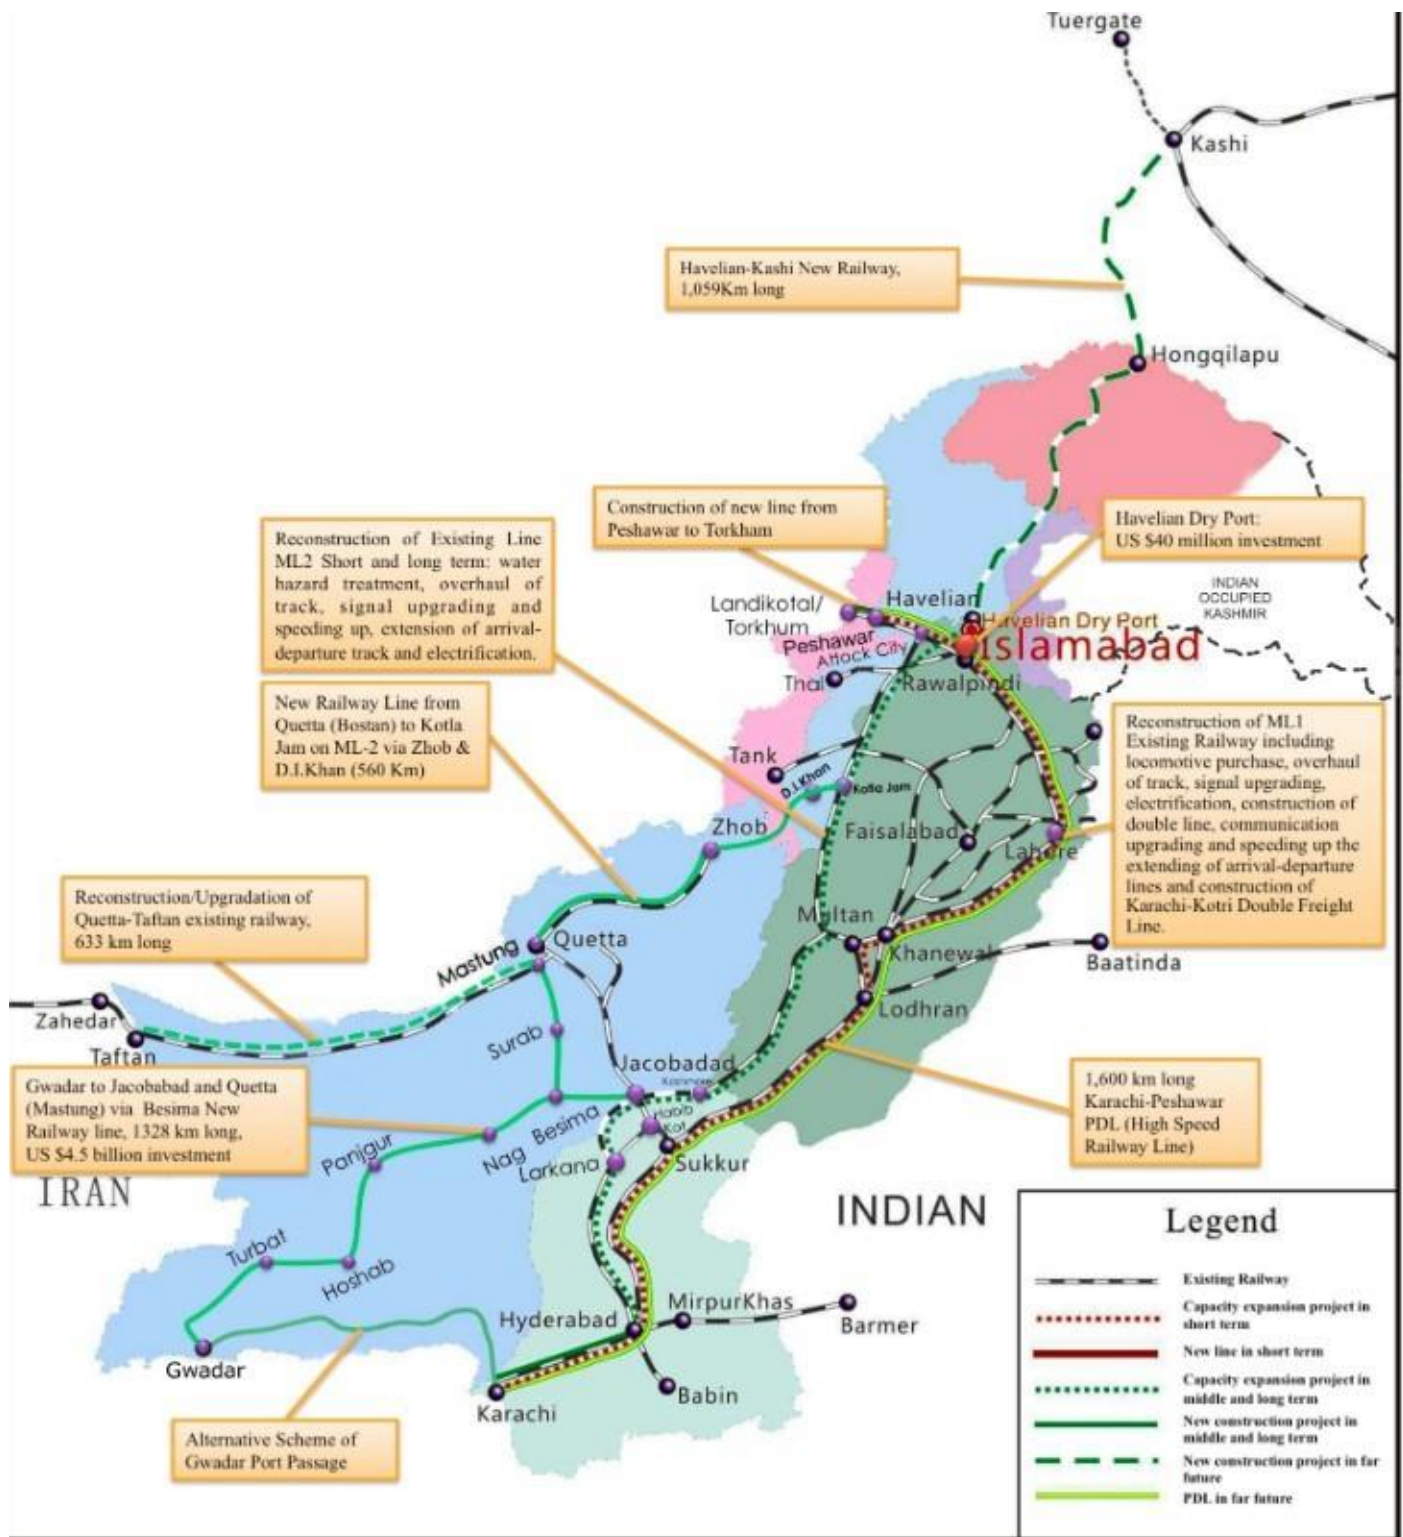 Tuergate
Kashi
Havelian-Kashi New Railway,
1,059Km long
Hongqilapu
Construction of new line from
Peshawar to Torkham
Havelian Dry Port:
US $40 million investment
Reconstruction of Existing Line
ML2 Short and long term: water
hazard treatment, overhaul of
track, signal upgrading and
speeding up, extension of arrival-
departure track and electrification.
INDIAN
OCCUPIED
KASHMIR
Landikotal/
Torkhum
Havelian
Havelian Dry Port
Islamabad
Peshawar
Attock City
Thal
Rawalpindi
New Railway Line from
Quetta (Bostan) to Kotla
Jam on ML-2 via Zhob &
D.I.Khan (560 Km)
Reconstruction of ML1
Existing Railway including
locomotive purchase, overhaul
of track, signal upgrading,
electrification, construction of
double line, communication
upgrading and speeding up the
extending of arrival-departure
lines and construction of
Karachi-Kotri Double Freight
Line.
Tank
D.I.Khan
Kotla Jam
Zhob
Faisalabad
Lahore
Reconstruction/Upgradation of
Quetta-Taftan existing railway,
633 km long
Multan
Mastung
Quetta
Khanewal
Baatinda
Lodhran
Zahedar
Taftan
Surab
Jacobadad
Kashmore
Gwadar to Jacobabad and Quetta
(Mastung) via Besima New
Railway line, 1328 km long,
US $4.5 billion investment
1,600 km long
Karachi-Peshawar
PDL (High Speed
Railway Line)
Besima
Habib
Kot
Nag
Larkana
Sukkur
Panjgur
IRAN
INDIAN
Turbat
Hoshab
Hyderabad
MirpurKhas
Barmer
Gwadar
Karachi
Babin
Alternative Scheme of
Gwadar Port Passage
Legend
Existing Railway
Capacity expansion project in
short term
New line in short term
Capacity expansion project in
middle and long term
New construction project in
middle and long term
New construction project in far
future
PDL in far future